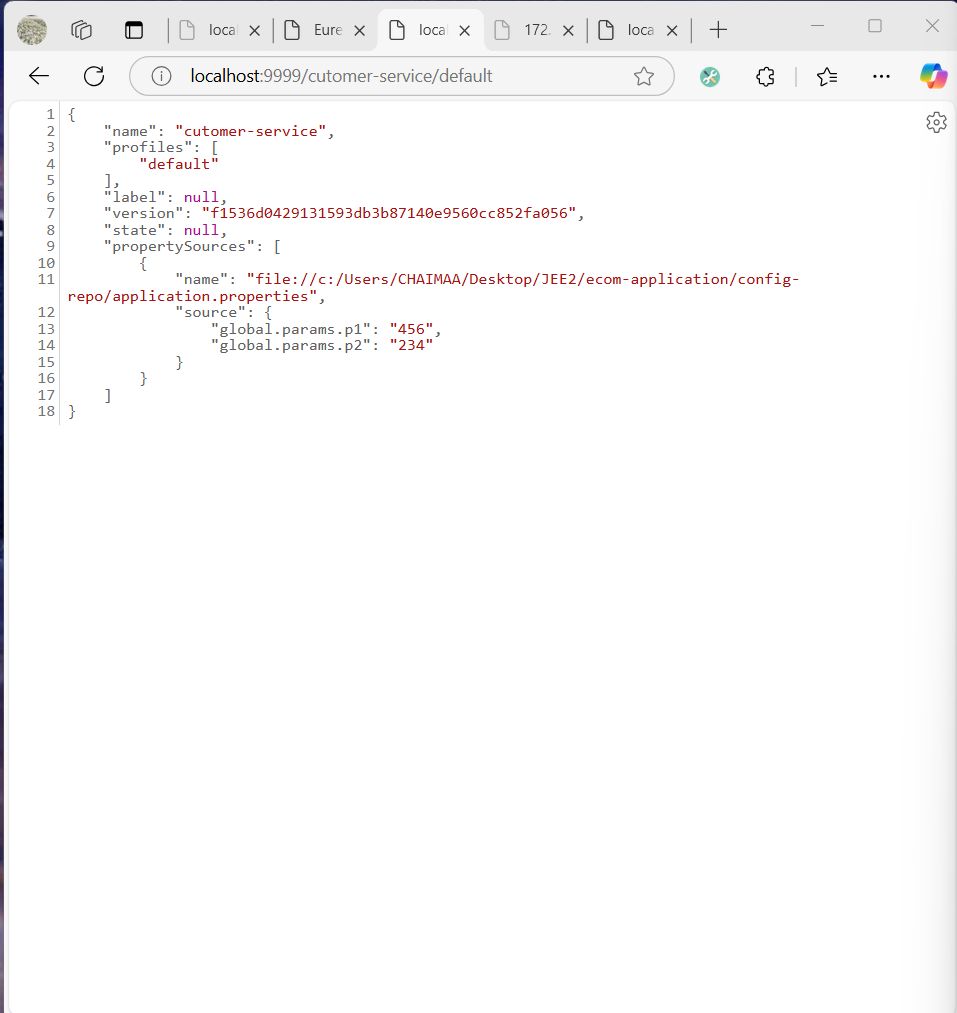 loca
Eure
loca
172.
loca
localhost:9999/cutomer-service/default
1 {
2 "name": "cutomer-service",
3 "profiles": [
4 "default"
5 ],
6 "label": null,
7 "version": "f1536d0429131593db3b87140e9560cc852fa056",
8 "state": null,
9 "propertySources": [
10 {
11 "name": "file://c:/Users/CHAIMAA/Desktop/JEE2/ecom-application/config-
repo/application.properties",
12 "source": {
13 "global.params.p1": "456",
14 "global.params.p2": "234"
15 }
16 }
17 ]
18 }